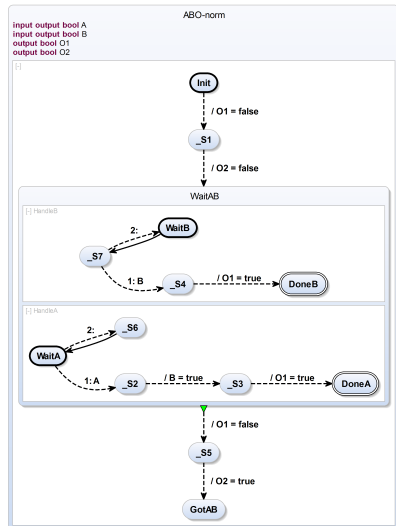 ABO-norm
input output bool A
input output bool B
output bool O1
output bool O2
[-]
Init
/ O1 = false
_S1
/ O2 = false
WaitAB
[-] HandleB
WaitB
2:
_S7
1: B
_S4
/ O1 = true
DoneB
[-] HandleA
2:
_S6
WaitA
1: A
_S2
/ B = true
_S3
/ O1 = true
DoneA
/ O1 = false
_S5
/ O2 = true
GotAB